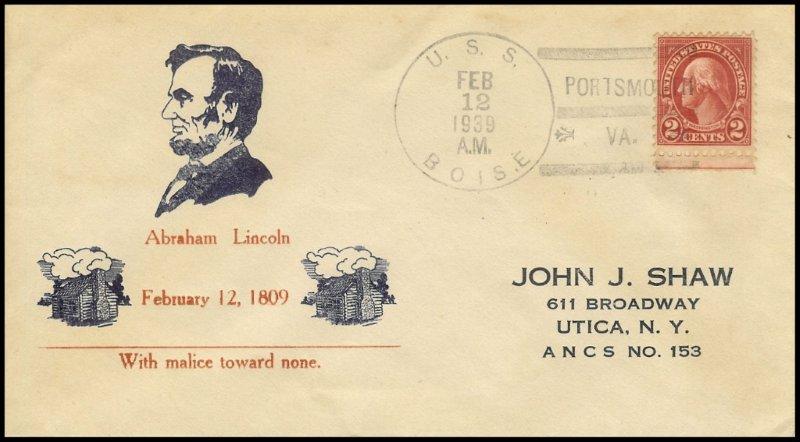 U. S. S.
FEB
12
1939
A.M.
BOISE
PORTSMOUTH
VA.
UNITED STATES POSTAGE
2 CENTS 2
Abraham Lincoln
February 12, 1809
With malice toward none.
JOHN J. SHAW
611 BROADWAY
UTICA, N. Y.
ANCS NO. 153